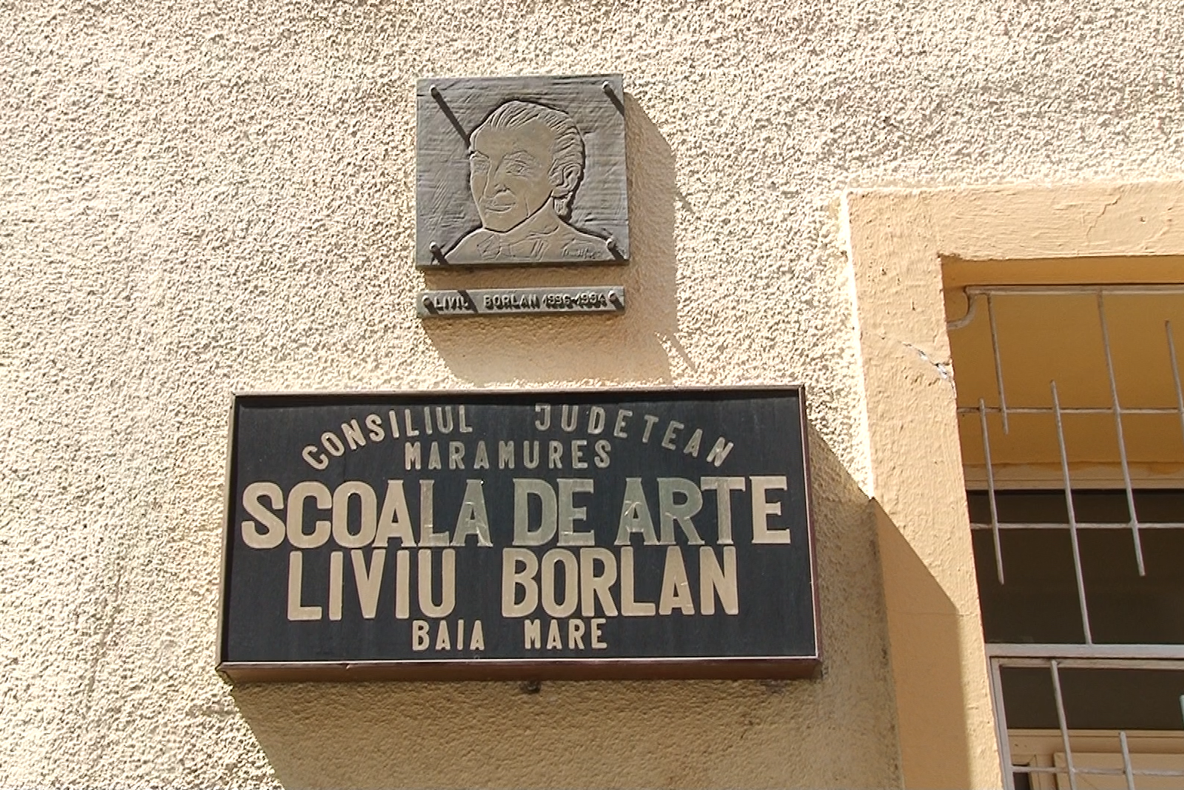 LIVIU BORLAN 1936-1994
CONSILIUL JUDETEAN
MARAMURES
SCOALA DE ARTE
LIVIU BORLAN
BAIA MARE